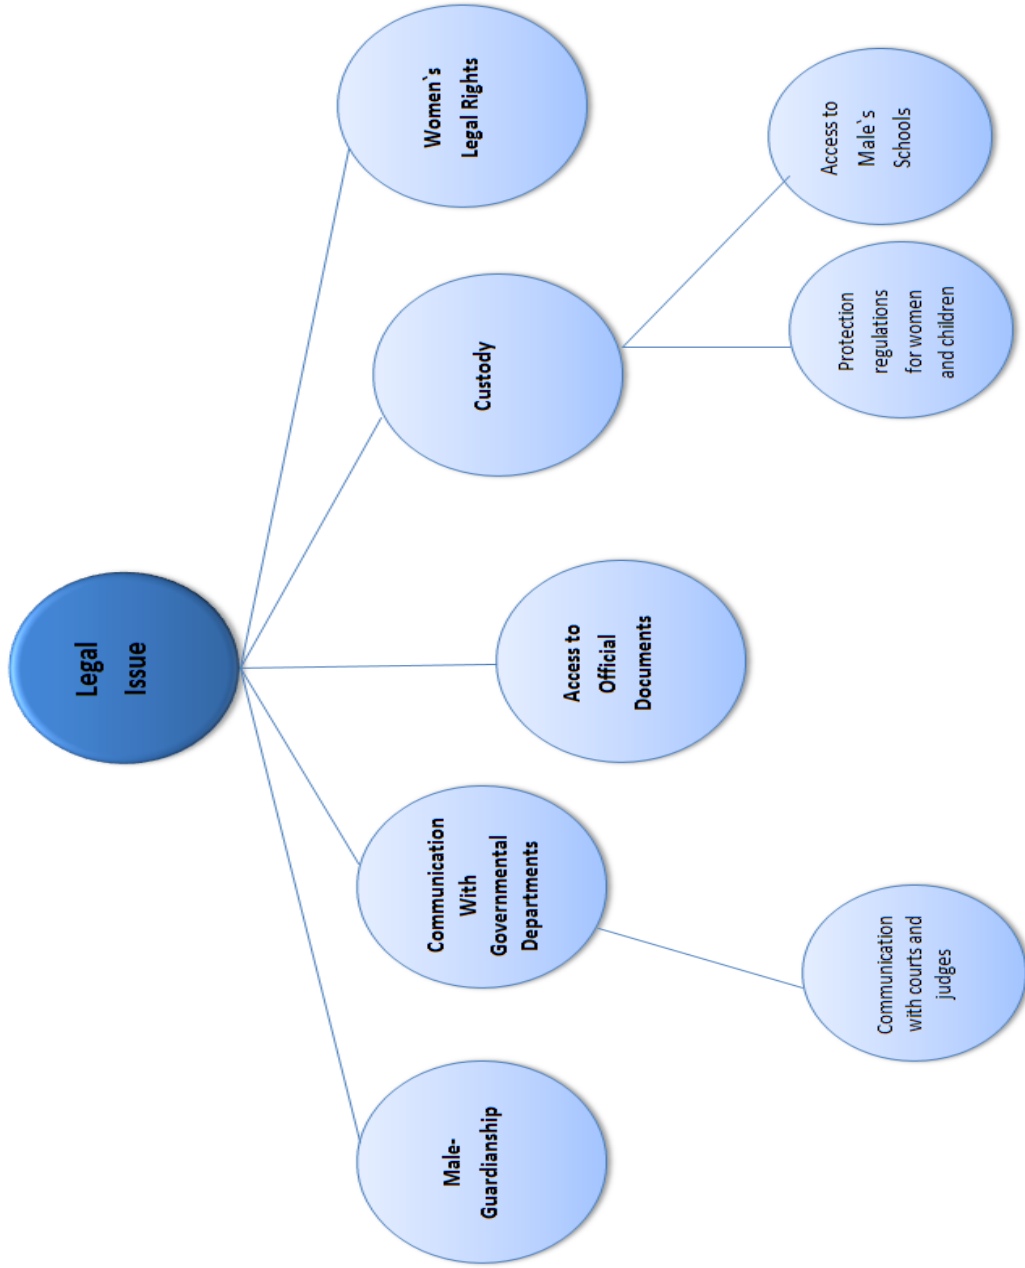 Legal
Issue
Male-
Guardianship
Communication
With
Governmental
Departments
Access to
Official
Documents
Custody
Women`s
Legal Rights
Communication
with courts and
judges
Protection
regulations
for women
and children
Access to
Male`s
Schools